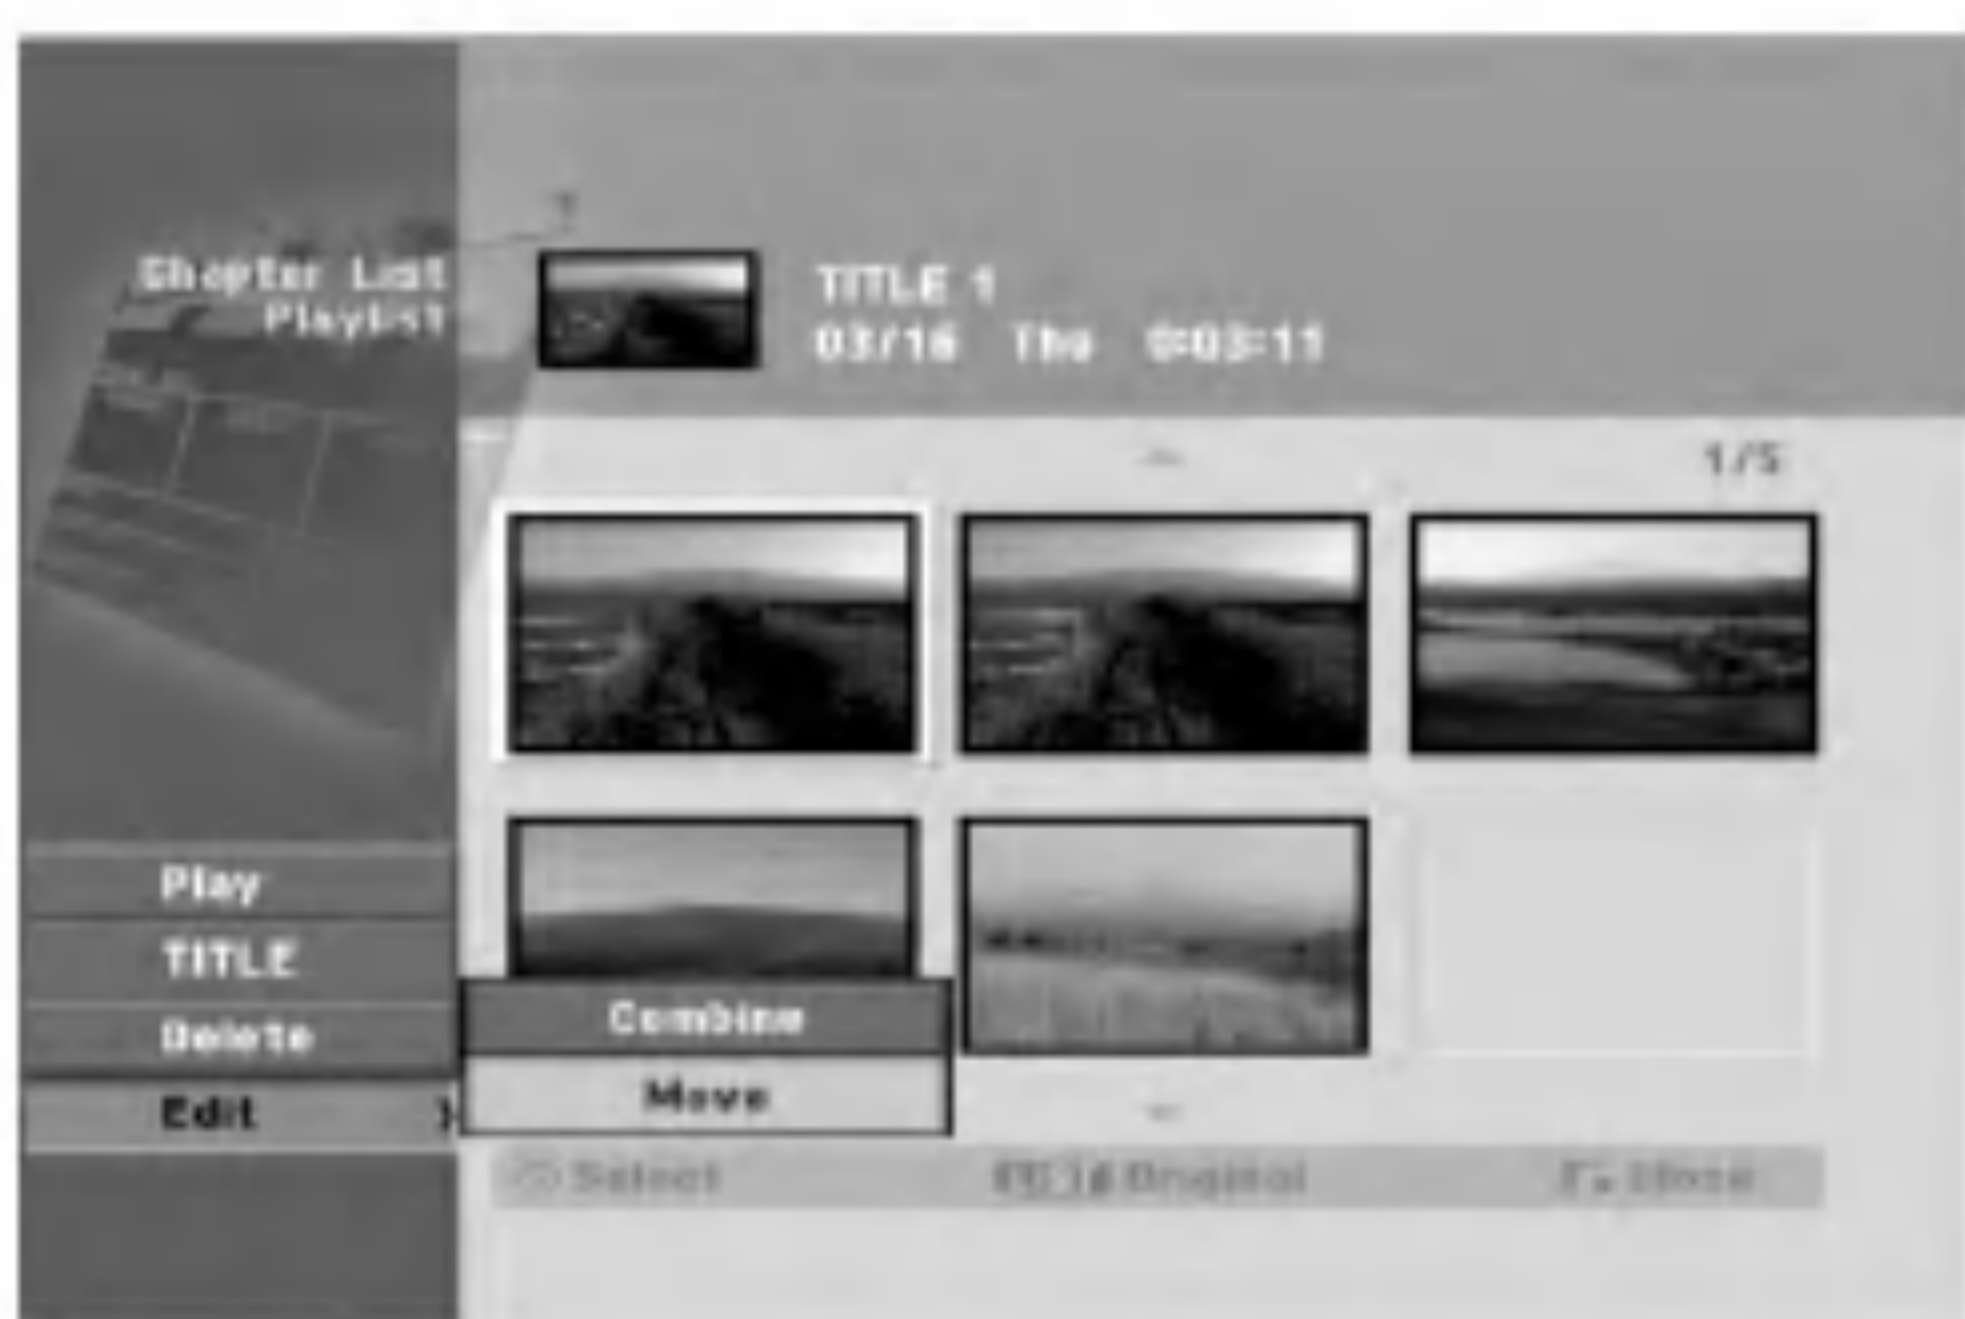 Chapter List
Playlist
TITLE 1
03/16 Thu 0:03:11
1/5
Play
TITLE
Delete
Edit
Combine
Move
Select
Original
Close